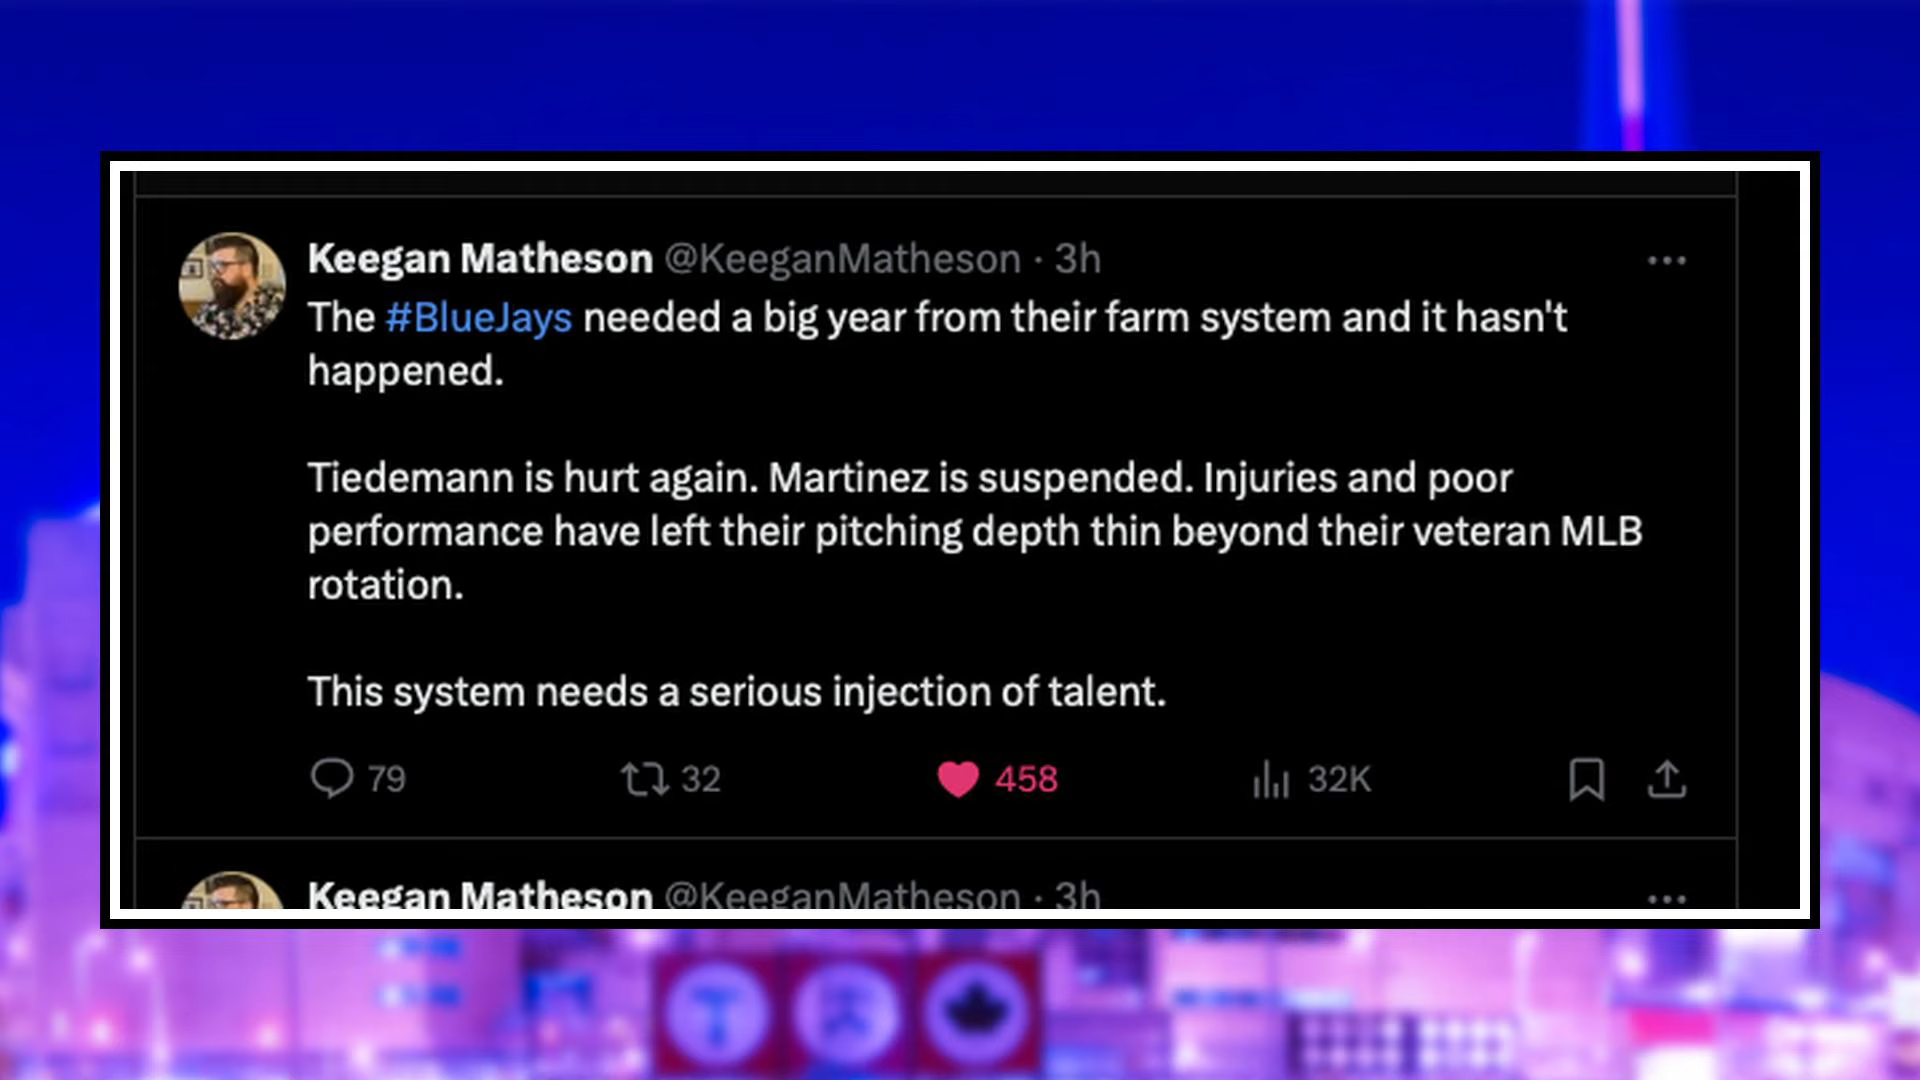 Keegan Matheson @KeeganMatheson · 3h
The #BlueJays needed a big year from their farm system and it hasn't
happened.
Tiedemann is hurt again. Martinez is suspended. Injuries and poor
performance have left their pitching depth thin beyond their veteran MLB
rotation.
This system needs a serious injection of talent.
79 32 458 32K
Keegan Matheson @KeeganMatheson · 3h